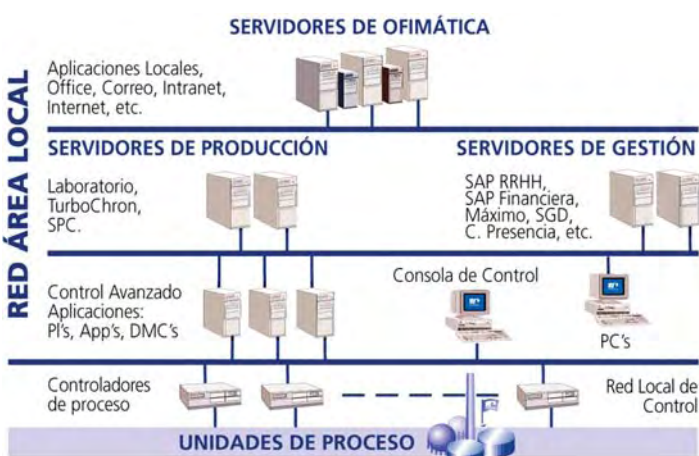 SERVIDORES DE OFIMÁTICA
Aplicaciones Locales,
Office, Correo, Intranet,
Internet, etc.
RED ÁREA LOCAL
SERVIDORES DE PRODUCCIÓN
SERVIDORES DE GESTIÓN
Laboratorio,
TurboChron,
SPC.
SAP RRHH,
SAP Financiera,
Máximo, SGD,
C. Presencia, etc.
Control Avanzado
Aplicaciones:
PI's, App's, DMC's
Consola de Control
PC's
Controladores
de proceso
Red Local de
Control
UNIDADES DE PROCESO